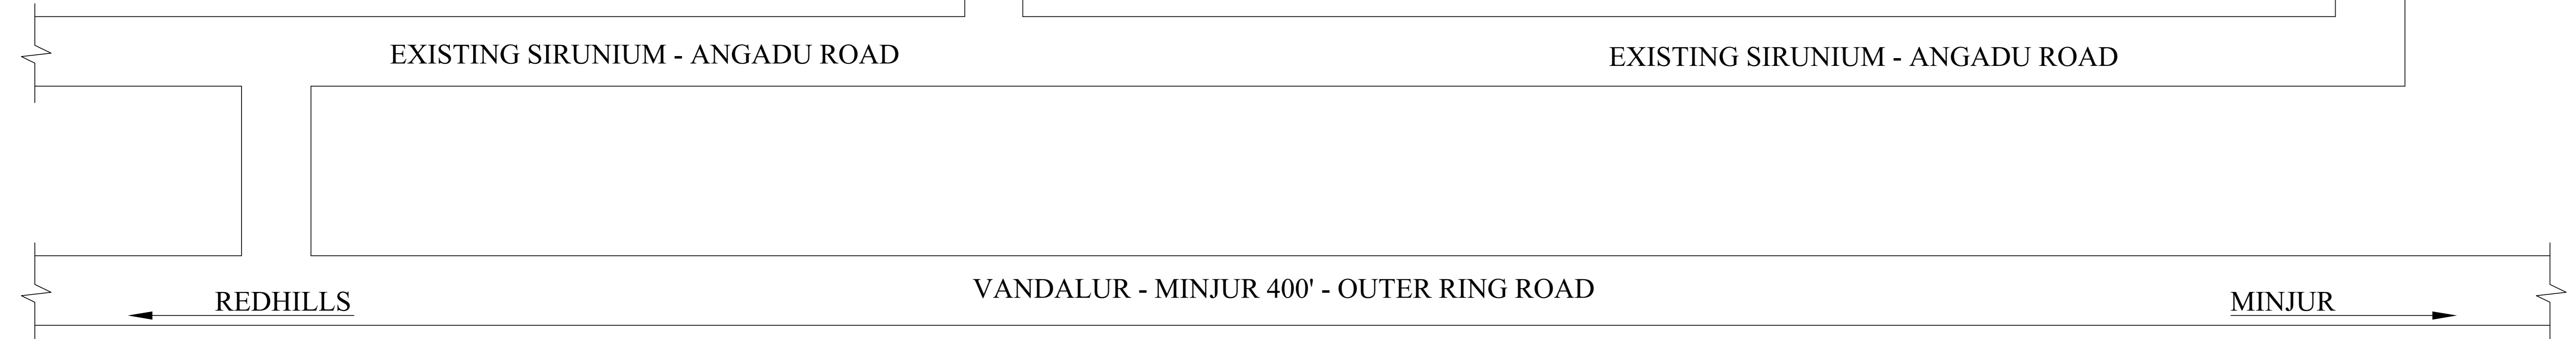 EXISTING SIRUNIUM - ANGADU ROAD
EXISTING SIRUNIUM - ANGADU ROAD
VANDALUR - MINJUR 400' - OUTER RING ROAD
REDHILLS
MINJUR